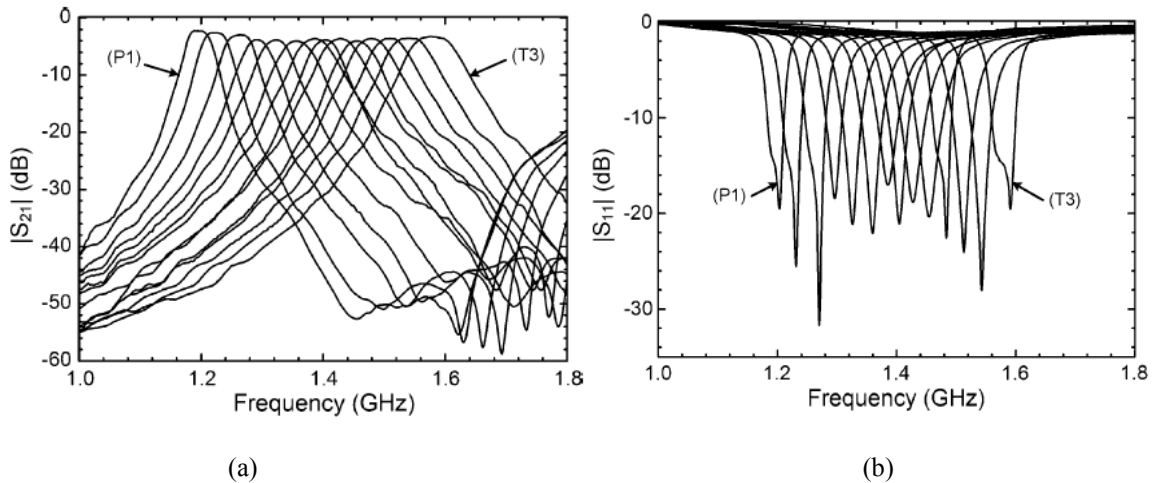 0
-10
-20
-30
-40
-50
-60
|S21| (dB)
(P1)
(T3)
1.0 1.2 1.4 1.6 1.8
Frequency (GHz)
(a)
0
-10
-20
-30
|S11| (dB)
(P1)
(T3)
1.0 1.2 1.4 1.6 1.8
Frequency (GHz)
(b)